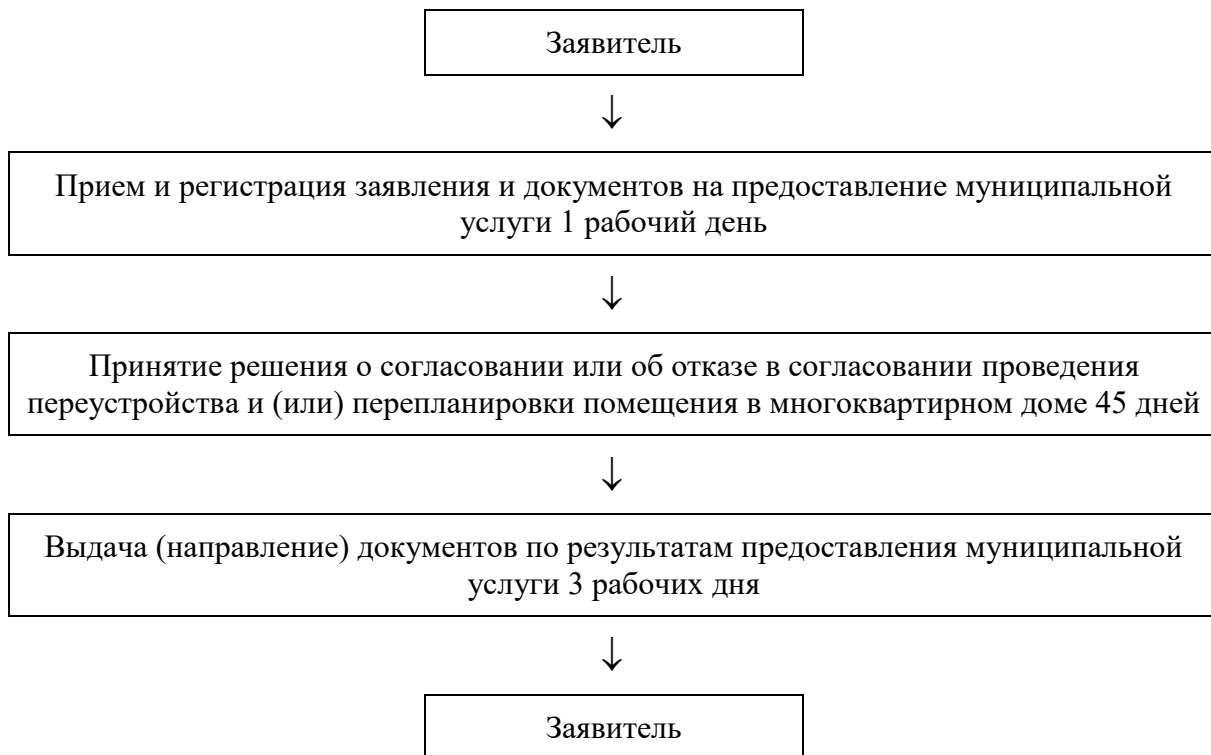 Заявитель
↓
Прием и регистрация заявления и документов на предоставление муниципальной
услуги 1 рабочий день
↓
Принятие решения о согласовании или об отказе в согласовании проведения
переустройства и (или) перепланировки помещения в многоквартирном доме 45 дней
↓
Выдача (направление) документов по результатам предоставления муниципальной
услуги 3 рабочих дня
↓
Заявитель